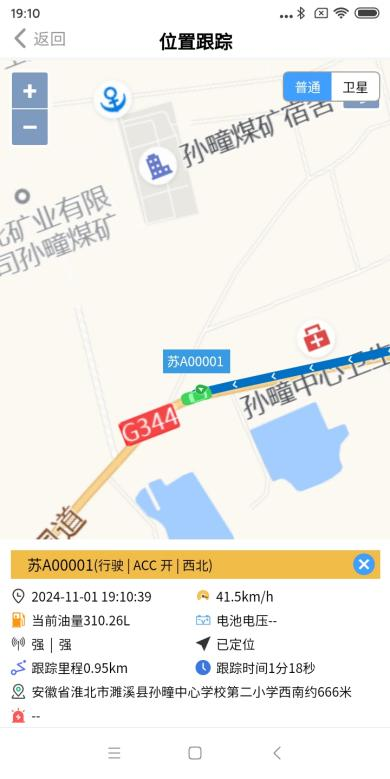 19:10
返回
位置跟踪
+
普通 卫星
−
孙疃煤矿宿舍
北矿业有限
司孙疃煤矿
苏A00001
孙疃中心卫生
G344
国道
苏A00001(行驶 | ACC 开 | 西北)
2024-11-01 19:10:39 41.5km/h
当前油量310.26L 电池电压--
强 | 强 已定位
跟踪里程0.95km 跟踪时间1分18秒
安徽省淮北市濉溪县孙疃中心学校第二小学西南约666米
--